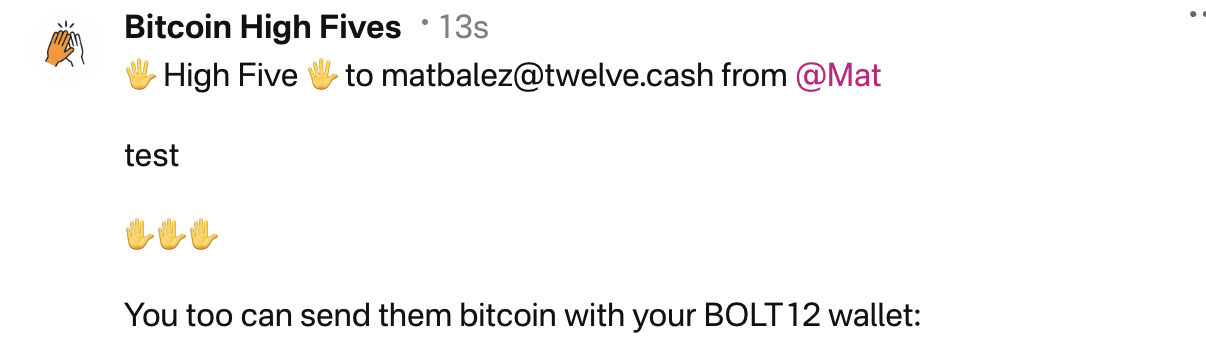 Bitcoin High Fives · 13s
🖐️ High Five 🖐️ to matbalez@twelve.cash from @Mat
test
✋✋✋
You too can send them bitcoin with your BOLT12 wallet: